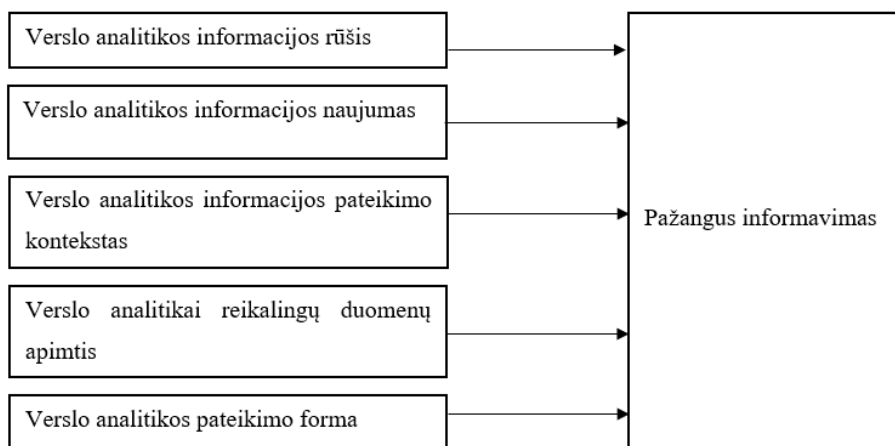 Verslo analitikos informacijos rūšis
Verslo analitikos informacijos naujumas
Verslo analitikos informacijos pateikimo
kontekstas
Pažangus informavimas
Verslo analitikai reikalingų duomenų
apimtis
Verslo analitikos pateikimo forma